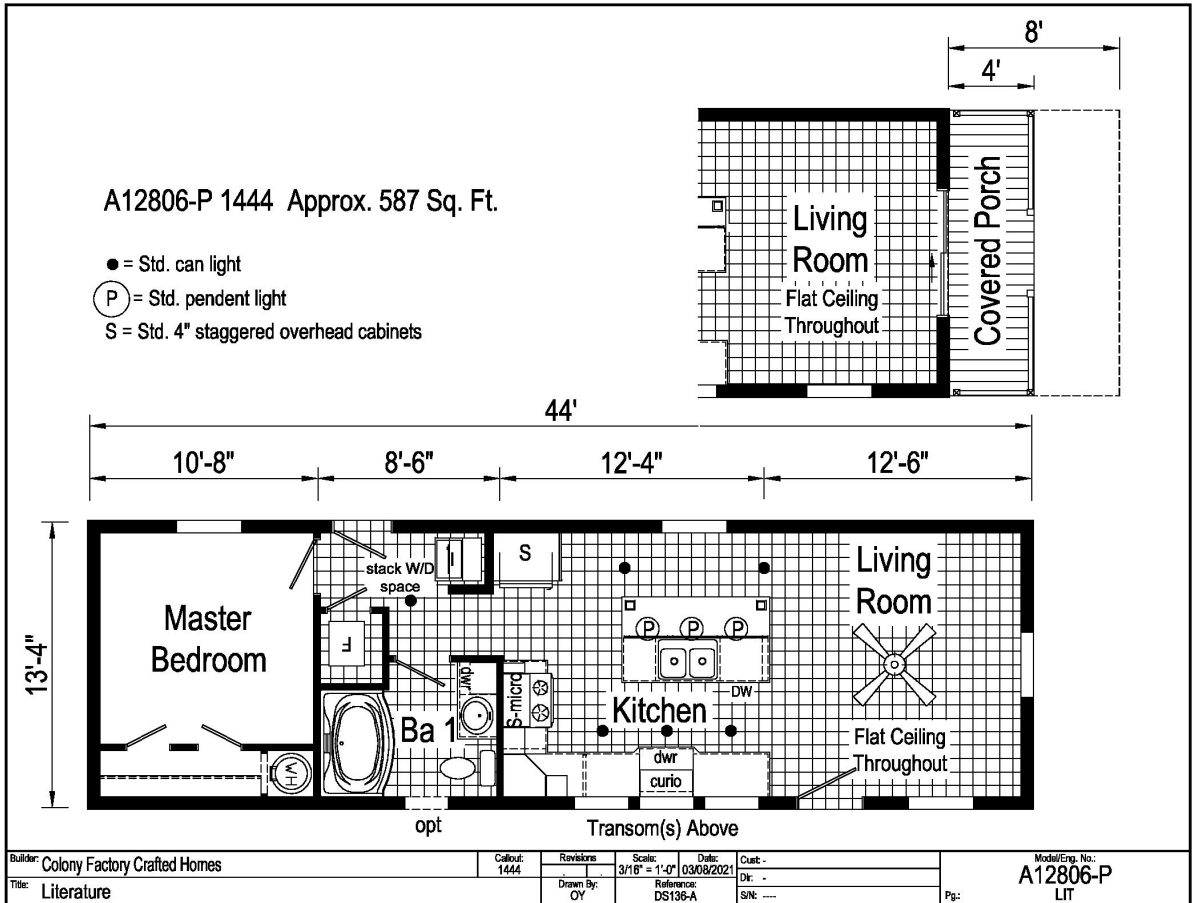 8'
4'
A12806-P 1444 Approx. 587 Sq. Ft.
● = Std. can light
P = Std. pendent light
S = Std. 4" staggered overhead cabinets
Living
Room
Flat Ceiling
Throughout
Covered Porch
44'
10'-8"
8'-6"
12'-4"
12'-6"
13'-4"
Master
Bedroom
stack W/D
space
F
S
P P P
DW
Living
Room
Flat Ceiling
Throughout
WH
Ba 1
dwr
S-micro
Kitchen
dwr
curio
opt
Transom(s) Above
Builder: Colony Factory Crafted Homes
Title: Literature
Callout:
1444
Revisions
Drawn By:
OY
Scale:
3/16" = 1'-0"
Date:
03/08/2021
Reference:
DS136-A
Cust: -
Dir: -
S/N: ----
Model/Eng. No.:
A12806-P
Pg.: LIT